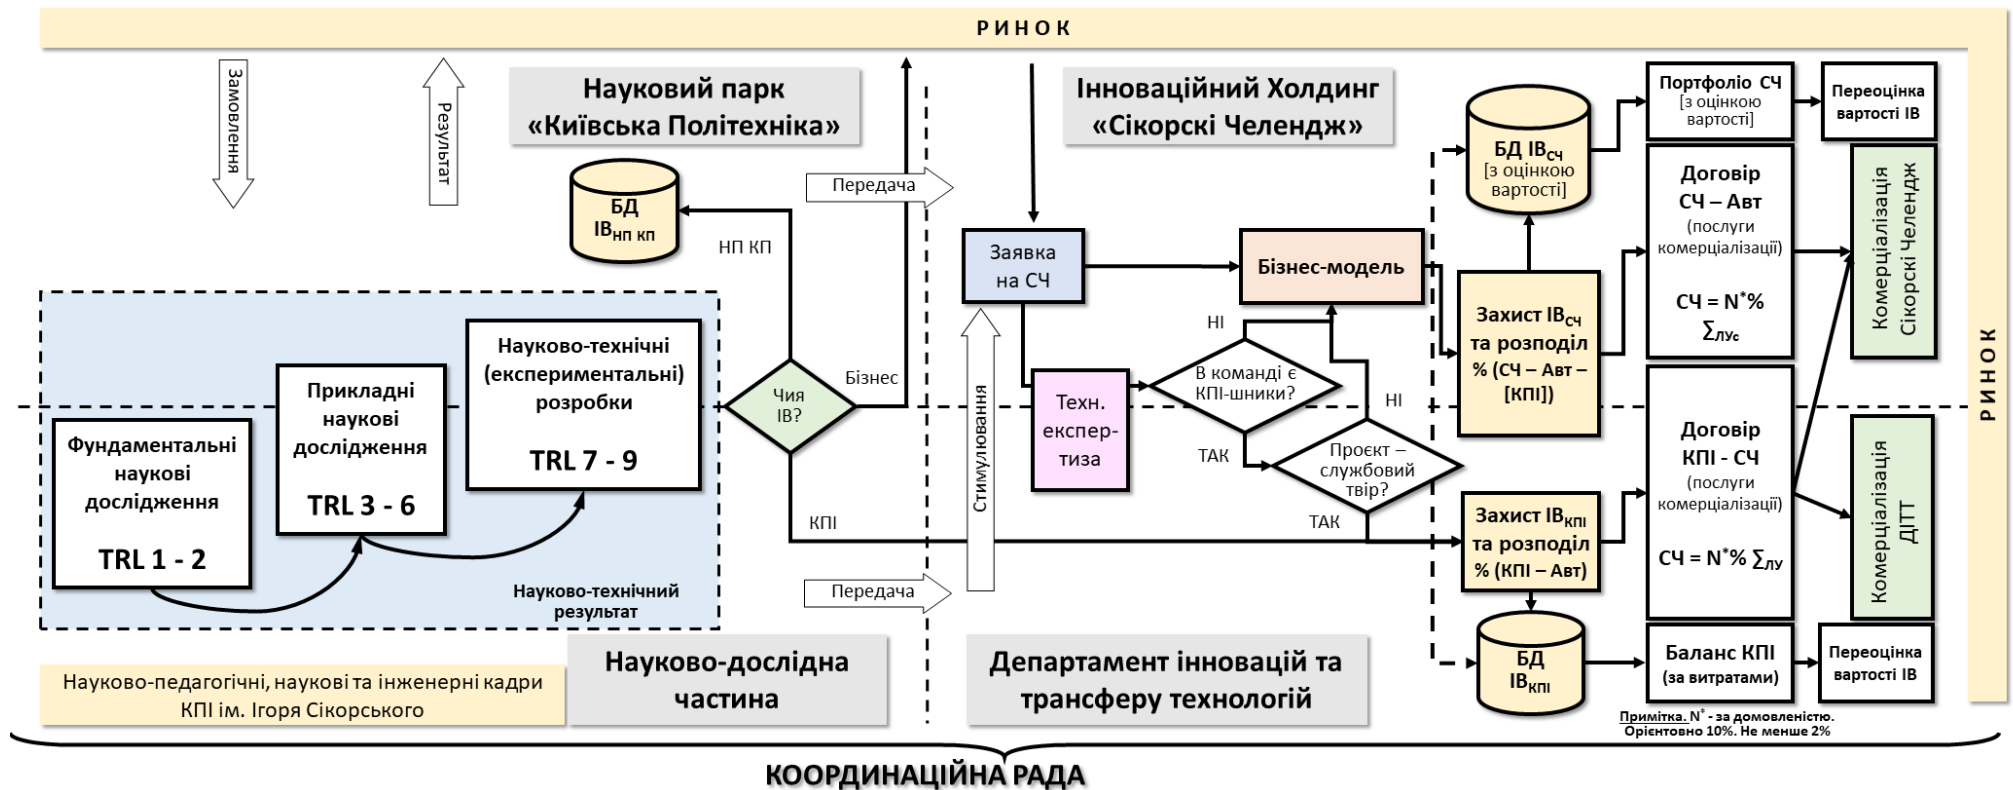 РИНОК
Замовлення
Результат
Науковий парк
«Київська Політехніка»
Інноваційний Холдинг
«Сікорскі Челендж»
БД
ІВНП КП
НП КП
Передача
Заявка
на СЧ
Бізнес-модель
БД ІВСЧ
[з оцінкою
вартості]
Портфоліо СЧ
[з оцінкою
вартості]
Переоцінка
вартості ІВ
Договір
СЧ – Авт
(послуги
комерціалізації)
СЧ = N*%
∑ЛУс
Комерціалізація
Сікорскі Челендж
РИНОК
Фундаментальні
наукові
дослідження
TRL 1 - 2
Прикладні
наукові
дослідження
TRL 3 - 6
Науково-технічні
(експериментальні)
розробки
TRL 7 - 9
Науково-технічний
результат
Чия
ІВ?
Бізнес
КПІ
Передача
Стимулювання
Техн.
експер-
тиза
В команді є
КПІ-шники?
НІ
ТАК
Проєкт –
службовий
твір?
НІ
ТАК
Захист ІВСЧ
та розподіл
% (СЧ – Авт –
[КПІ])
Захист ІВКПІ
та розподіл
% (КПІ – Авт)
Договір
КПІ - СЧ
(послуги
комерціалізації)
СЧ = N*% ∑ЛУ
Комерціалізація
ДІТТ
БД
ІВКПІ
Баланс КПІ
(за витратами)
Переоцінка
вартості ІВ
Науково-педагогічні, наукові та інженерні кадри
КПІ ім. Ігоря Сікорського
Науково-дослідна
частина
Департамент інновацій та
трансферу технологій
Примітка. N* - за домовленістю.
Орієнтовно 10%. Не менше 2%
КООРДИНАЦІЙНА РАДА